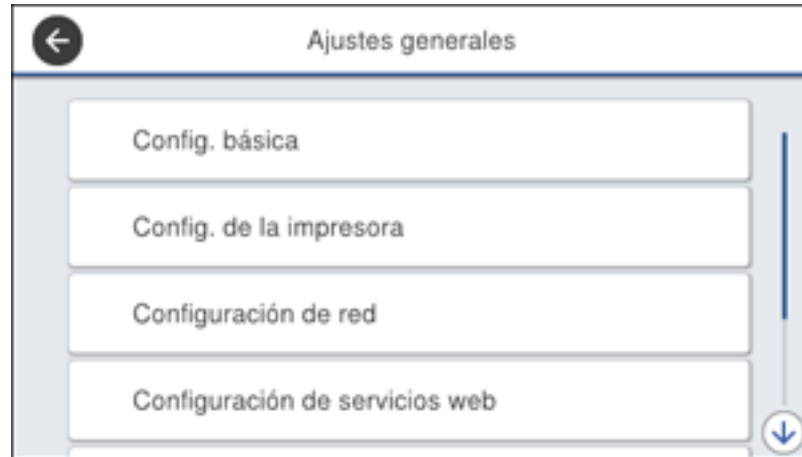 Ajustes generales
Config. básica
Config. de la impresora
Configuración de red
Configuración de servicios web